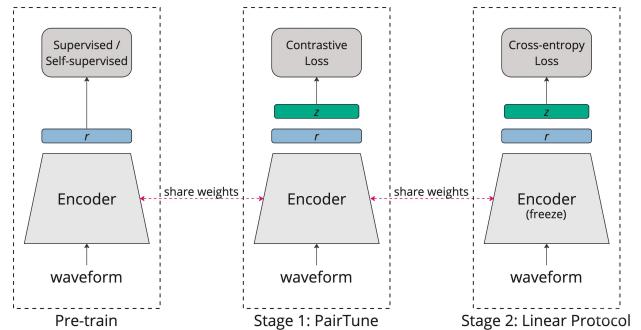 Supervised /
Self-supervised
r
Encoder
waveform
Pre-train
share weights
Contrastive
Loss
z
r
Encoder
waveform
Stage 1: PairTune
share weights
Cross-entropy
Loss
z
r
Encoder
(freeze)
waveform
Stage 2: Linear Protocol